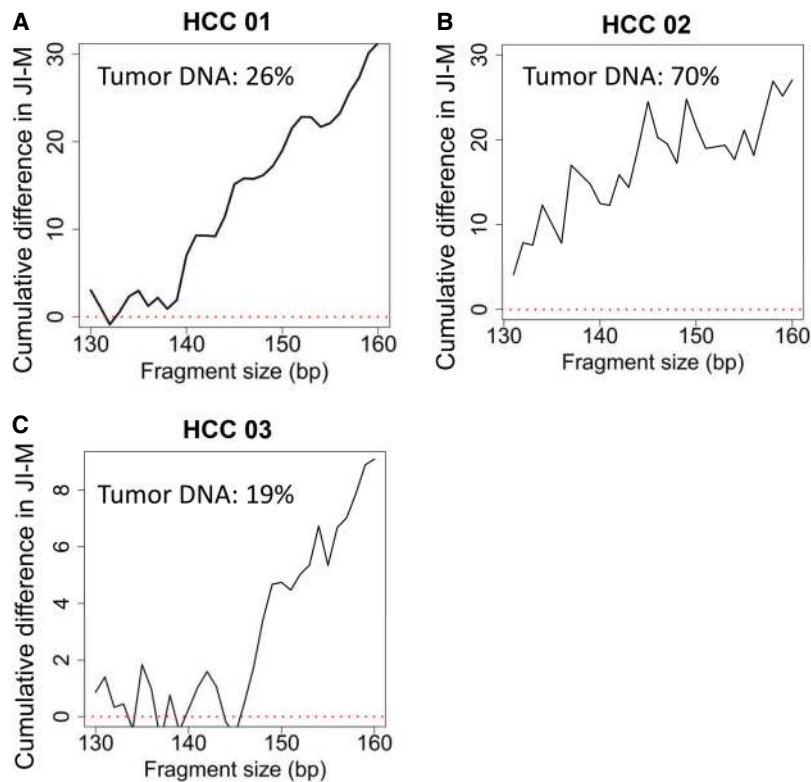 A
HCC 01
Cumulative difference in JI-M
30
20
10
0
Tumor DNA: 26%
130 140 150 160
Fragment size (bp)
B
HCC 02
Cumulative difference in JI-M
30
20
10
0
Tumor DNA: 70%
130 140 150 160
Fragment size (bp)
C
HCC 03
Cumulative difference in JI-M
8
6
4
2
0
Tumor DNA: 19%
130 140 150 160
Fragment size (bp)